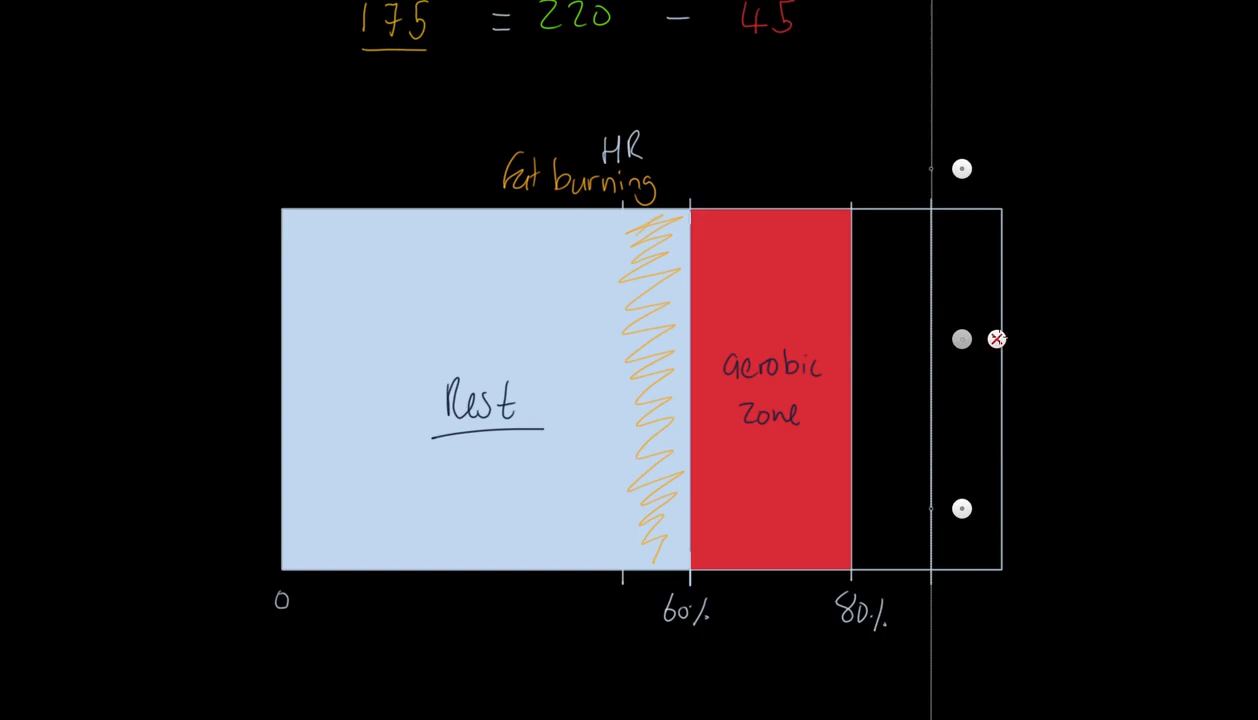 175 = 220 - 45
HR
Fat burning
Rest
aerobic
zone
0 60% 80%